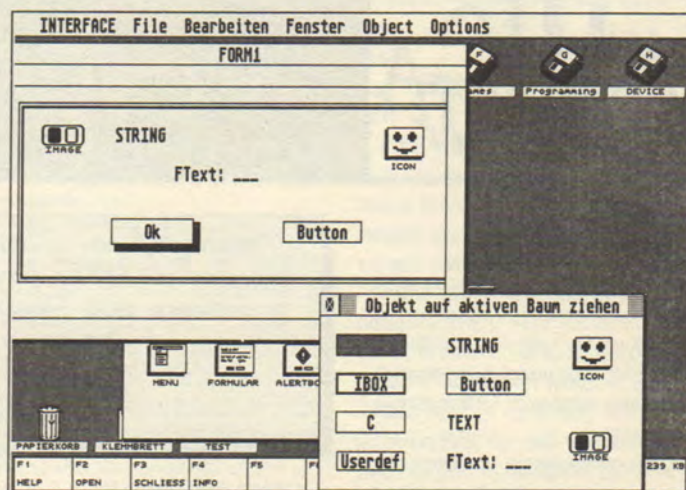 INTERFACE File Bearbeiten Fenster Object Options
FORM1
F G H
Programming DEVICE
IMAGE STRING ICON
FText: ___
Ok Button
Objekt auf aktiven Baum ziehen
STRING
ICON
IBOX Button
C TEXT
IMAGE
Userdef FText: ___
MENU FORMULAR
PAPIERKORB KLEMMBRETT TEST
F1 F2 F3 F4 F5
239 KB
HELP OPEN SCHLIESS INFO